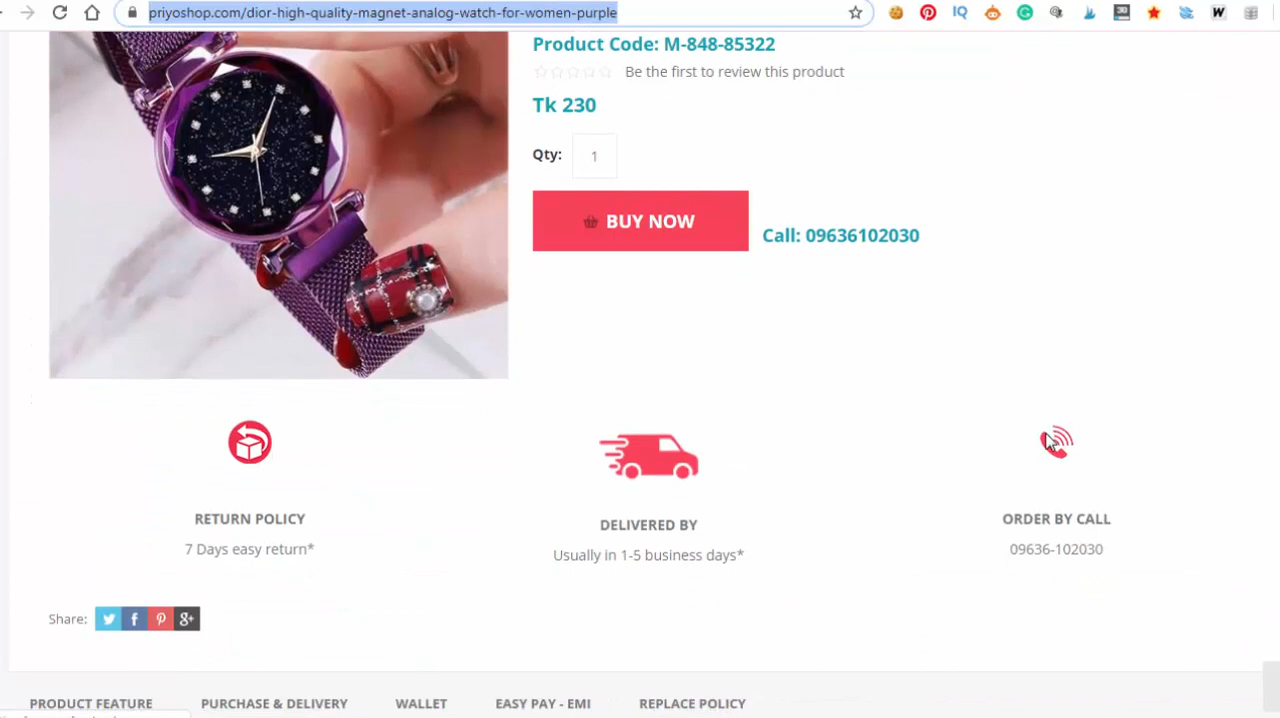 priyoshop.com/dior-high-quality-magnet-analog-watch-for-women-purple
IQ
W
Product Code: M-848-85322
Be the first to review this product
Tk 230
Qty: 1
BUY NOW
Call: 09636102030
RETURN POLICY
7 Days easy return*
DELIVERED BY
Usually in 1-5 business days*
ORDER BY CALL
09636-102030
Share: f g+
PRODUCT FEATURE PURCHASE & DELIVERY WALLET EASY PAY - EMI REPLACE POLICY